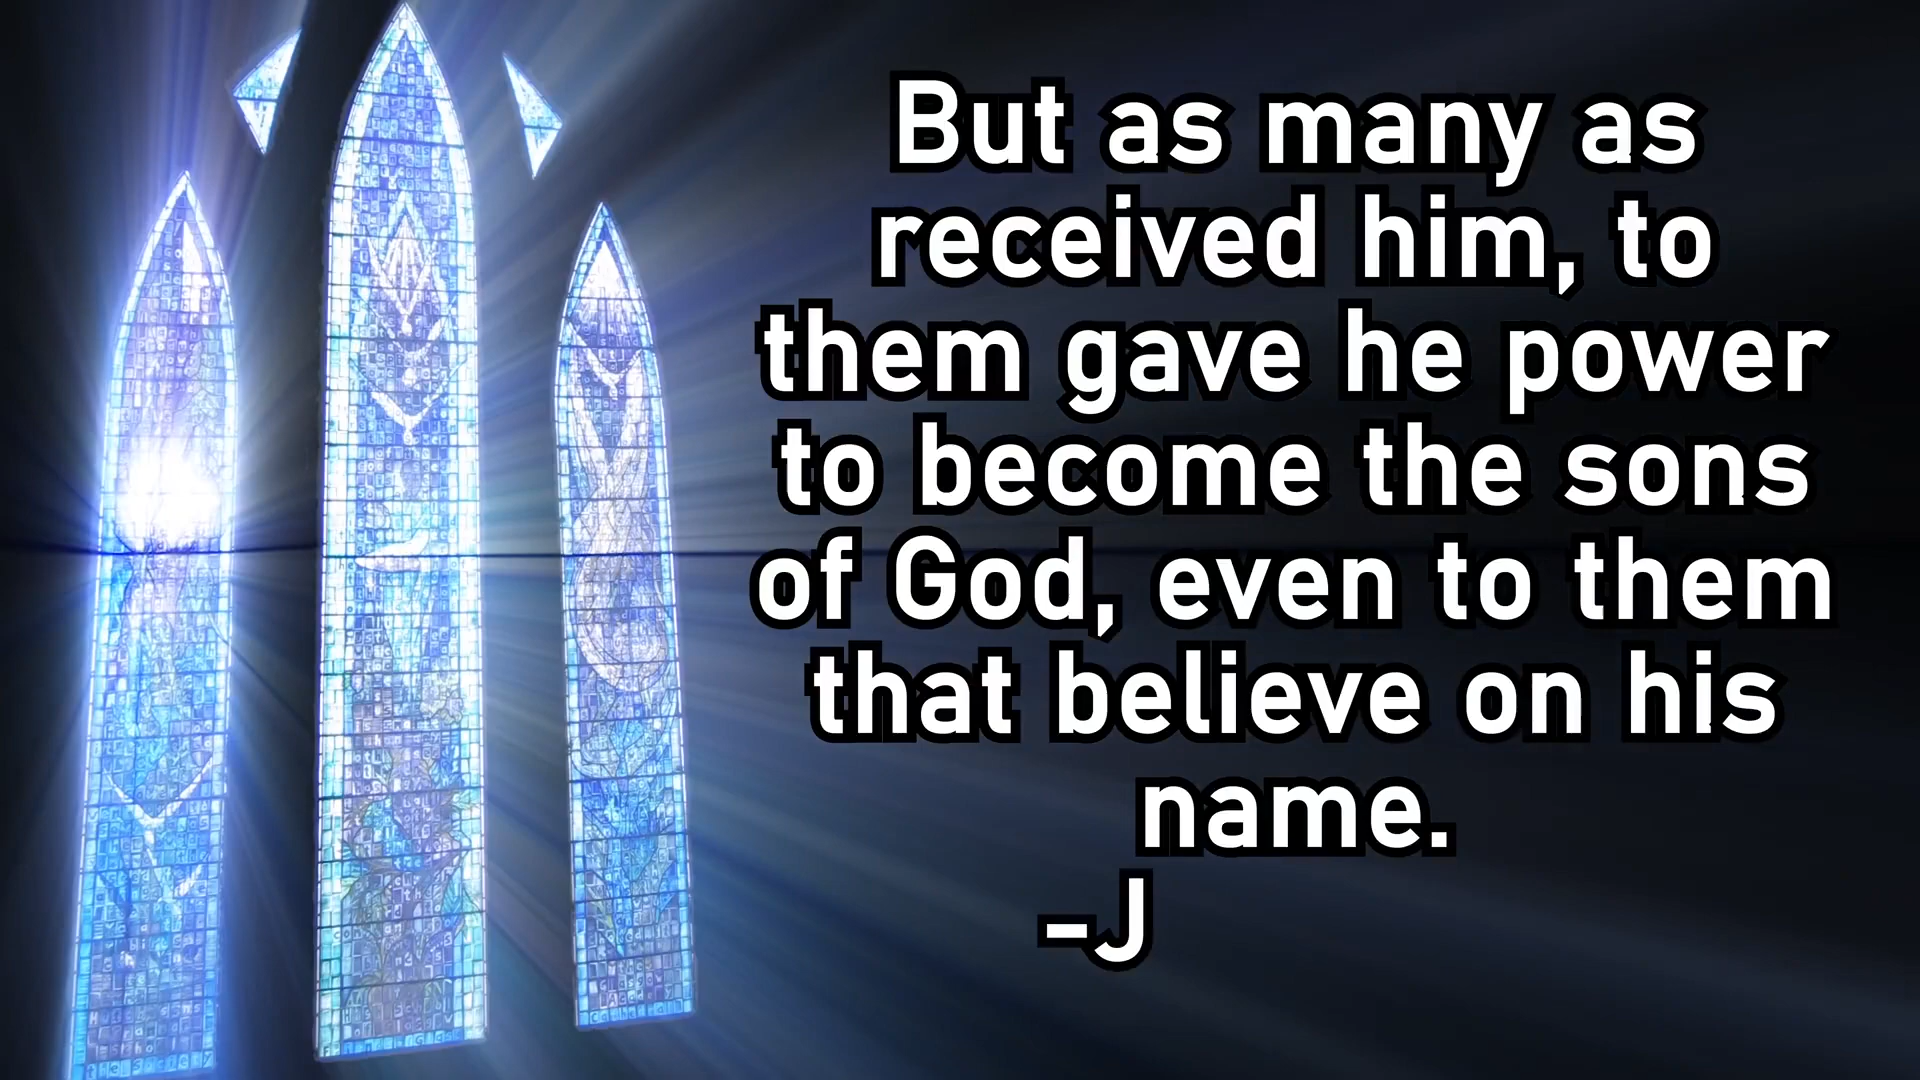 But as many as
received him, to
them gave he power
to become the sons
of God, even to them
that believe on his
name.
-J